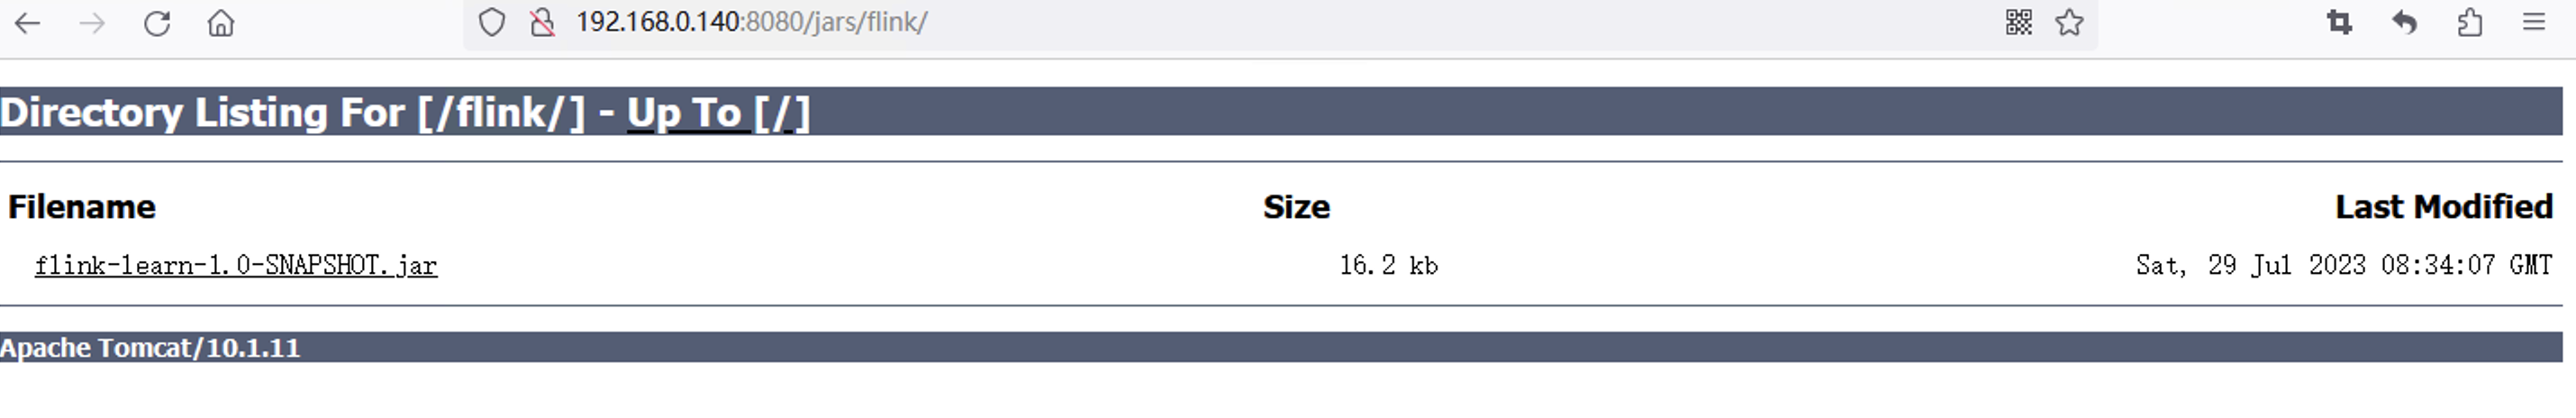 192.168.0.140:8080/jars/flink/
Directory Listing For [/flink/] - Up To [/]
Filename Size Last Modified
flink-learn-1.0-SNAPSHOT.jar 16.2 kb Sat, 29 Jul 2023 08:34:07 GMT
Apache Tomcat/10.1.11